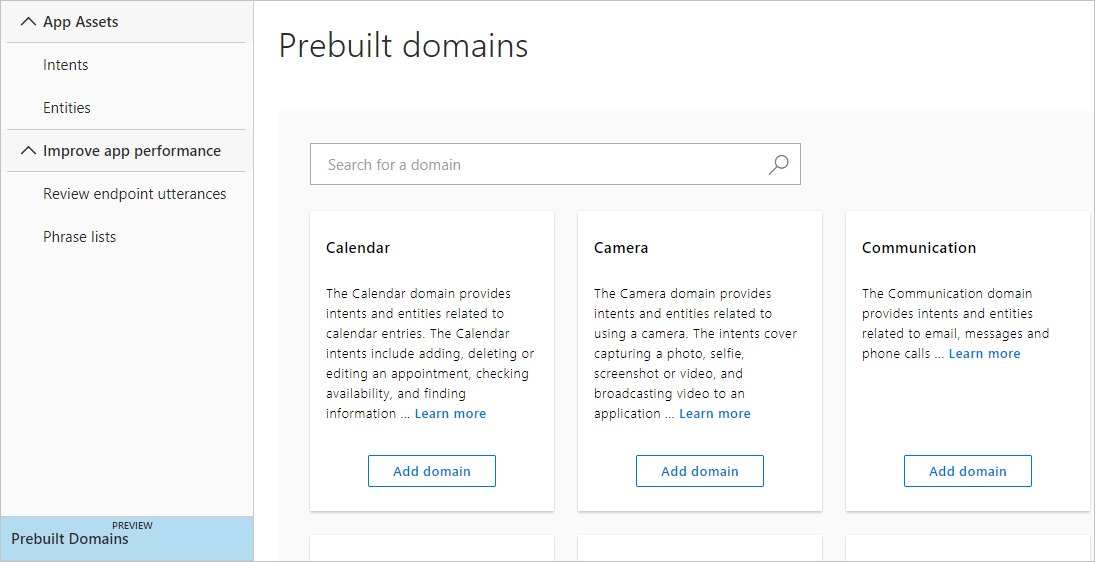 App Assets
Intents
Entities
Improve app performance
Review endpoint utterances
Phrase lists
PREVIEW
Prebuilt Domains
Prebuilt domains
Search for a domain
Calendar
The Calendar domain provides
intents and entities related to
calendar entries. The Calendar
intents include adding, deleting or
editing an appointment, checking
availability, and finding
information ... Learn more
Add domain
Camera
The Camera domain provides
intents and entities related to
using a camera. The intents cover
capturing a photo, selfie,
screenshot or video, and
broadcasting video to an
application ... Learn more
Add domain
Communication
The Communication domain
provides intents and entities
related to email, messages and
phone calls ... Learn more
Add domain